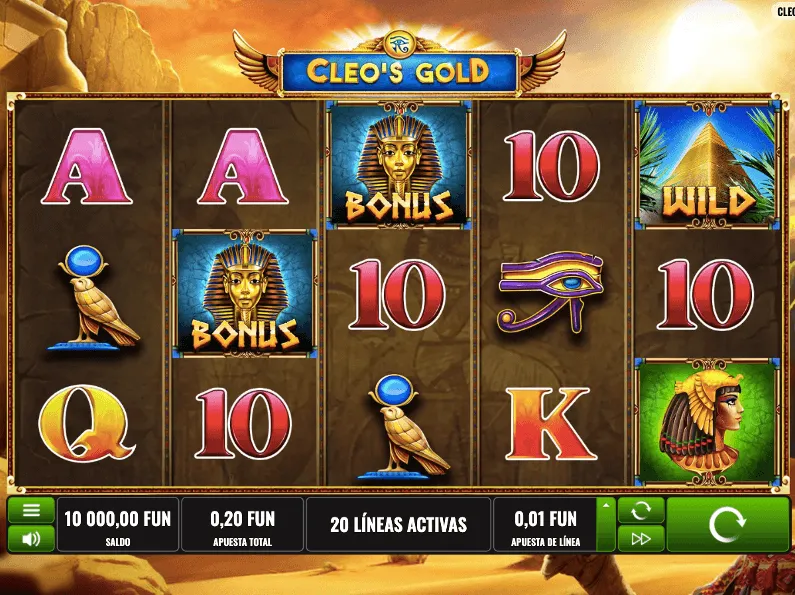 CLEO
CLEO'S GOLD
A A BONUS 10 WILD
BONUS 10 10
Q 10 K
10 000,00 FUN 0,20 FUN 20 LÍNEAS ACTIVAS 0,01 FUN
SALDO APUESTA TOTAL APUESTA DE LÍNEA